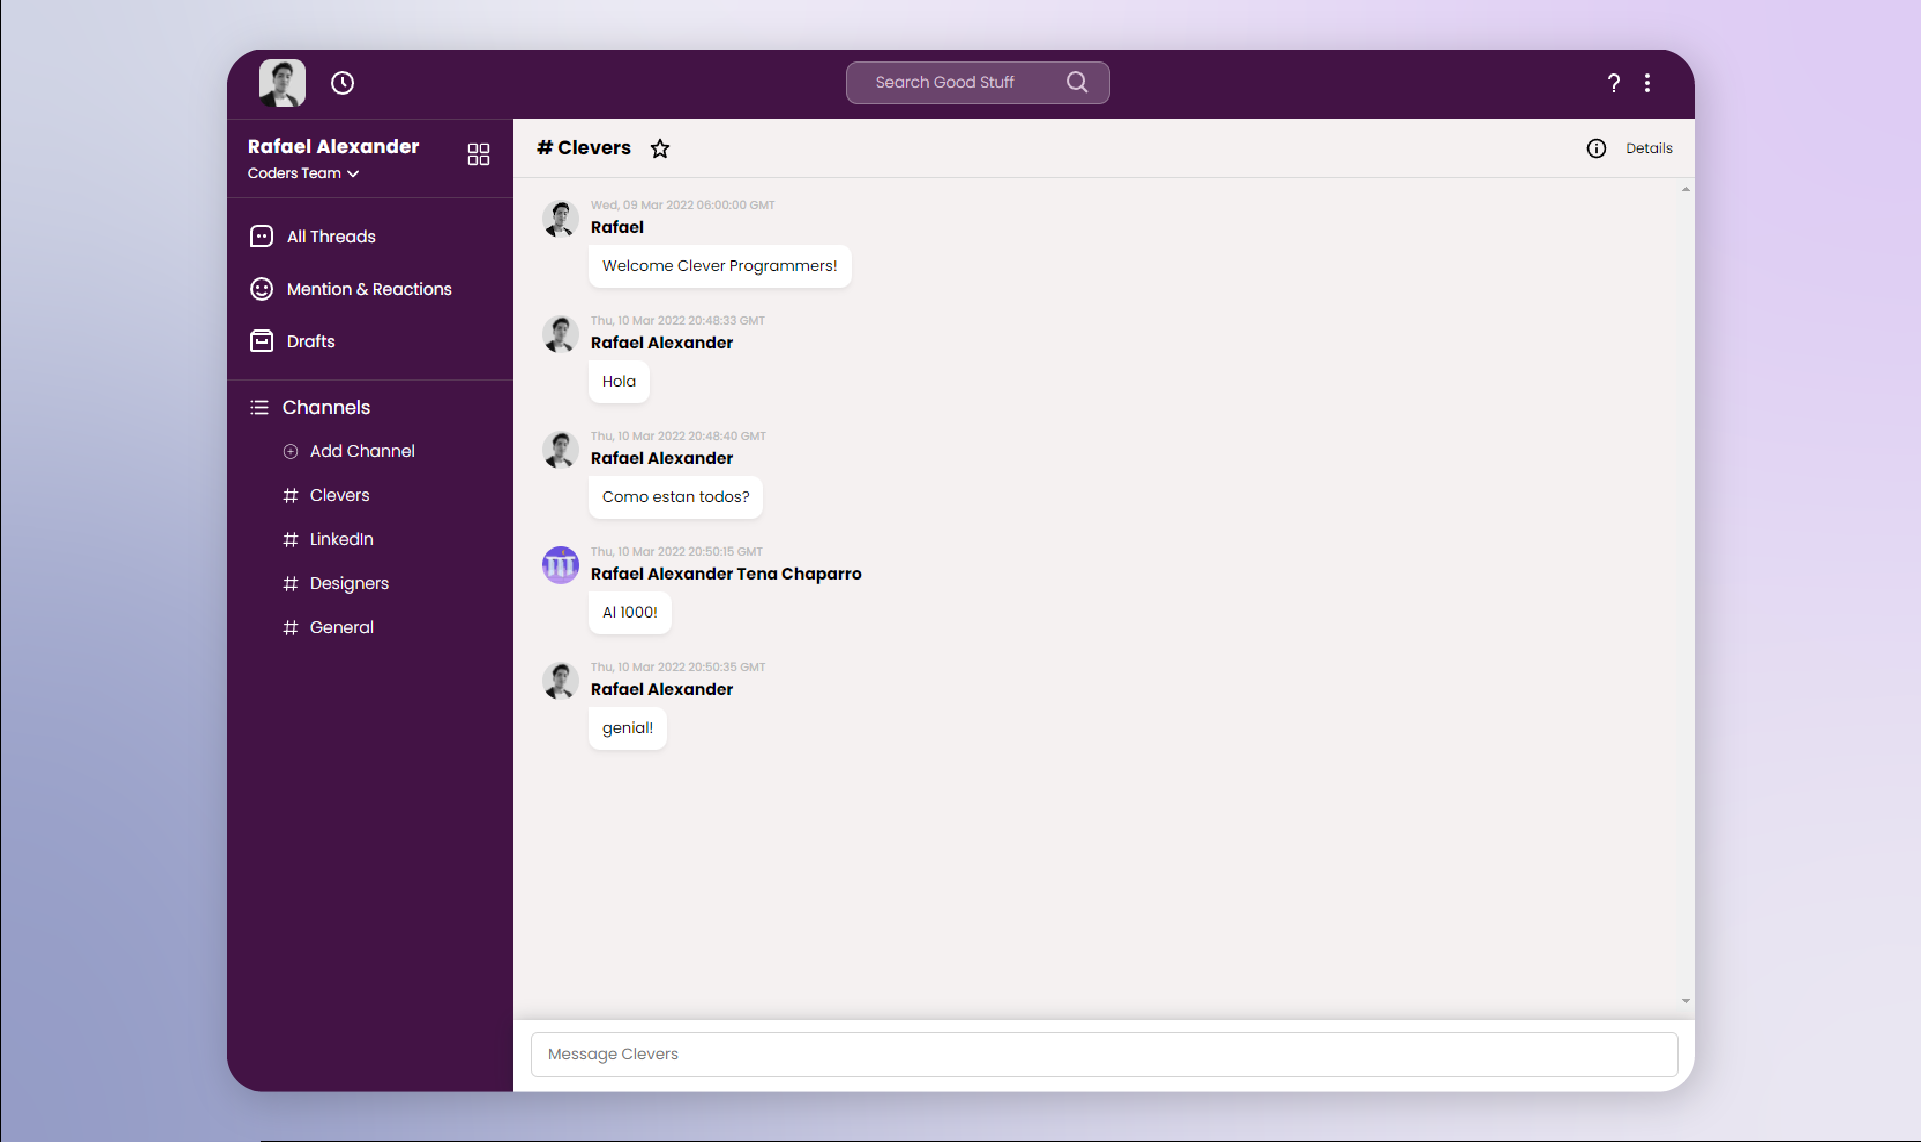 Search Good Stuff
?
Rafael Alexander
Coders Team
All Threads
Mention & Reactions
Drafts
Channels
Add Channel
# Clevers
# LinkedIn
# Designers
# General
# Clevers
Details
Wed, 09 Mar 2022 06:00:00 GMT
Rafael
Welcome Clever Programmers!
Thu, 10 Mar 2022 20:48:33 GMT
Rafael Alexander
Hola
Thu, 10 Mar 2022 20:48:40 GMT
Rafael Alexander
Como estan todos?
Thu, 10 Mar 2022 20:50:15 GMT
Rafael Alexander Tena Chaparro
Al 1000!
Thu, 10 Mar 2022 20:50:35 GMT
Rafael Alexander
genial!
Message Clevers